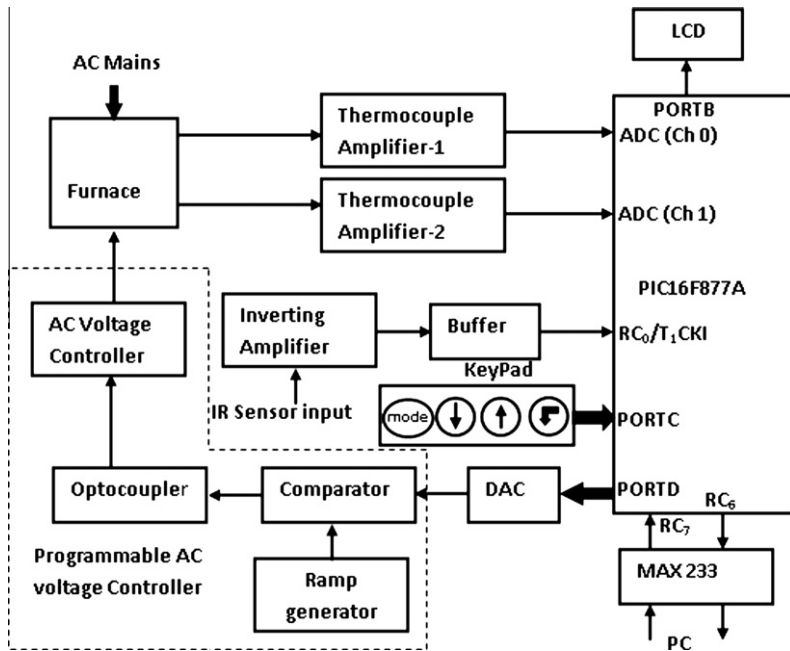 LCD
AC Mains
Furnace
Thermocouple
Amplifier-1
Thermocouple
Amplifier-2
PORTB
ADC (Ch 0)
ADC (Ch 1)
PIC16F877A
AC Voltage
Controller
Inverting
Amplifier
Buffer
RC₀/T₁CKI
IR Sensor input
KeyPad
mode
PORTC
Optocoupler
Comparator
DAC
PORTD
RC₆
RC₇
Programmable AC
voltage Controller
Ramp
generator
MAX 233
PC